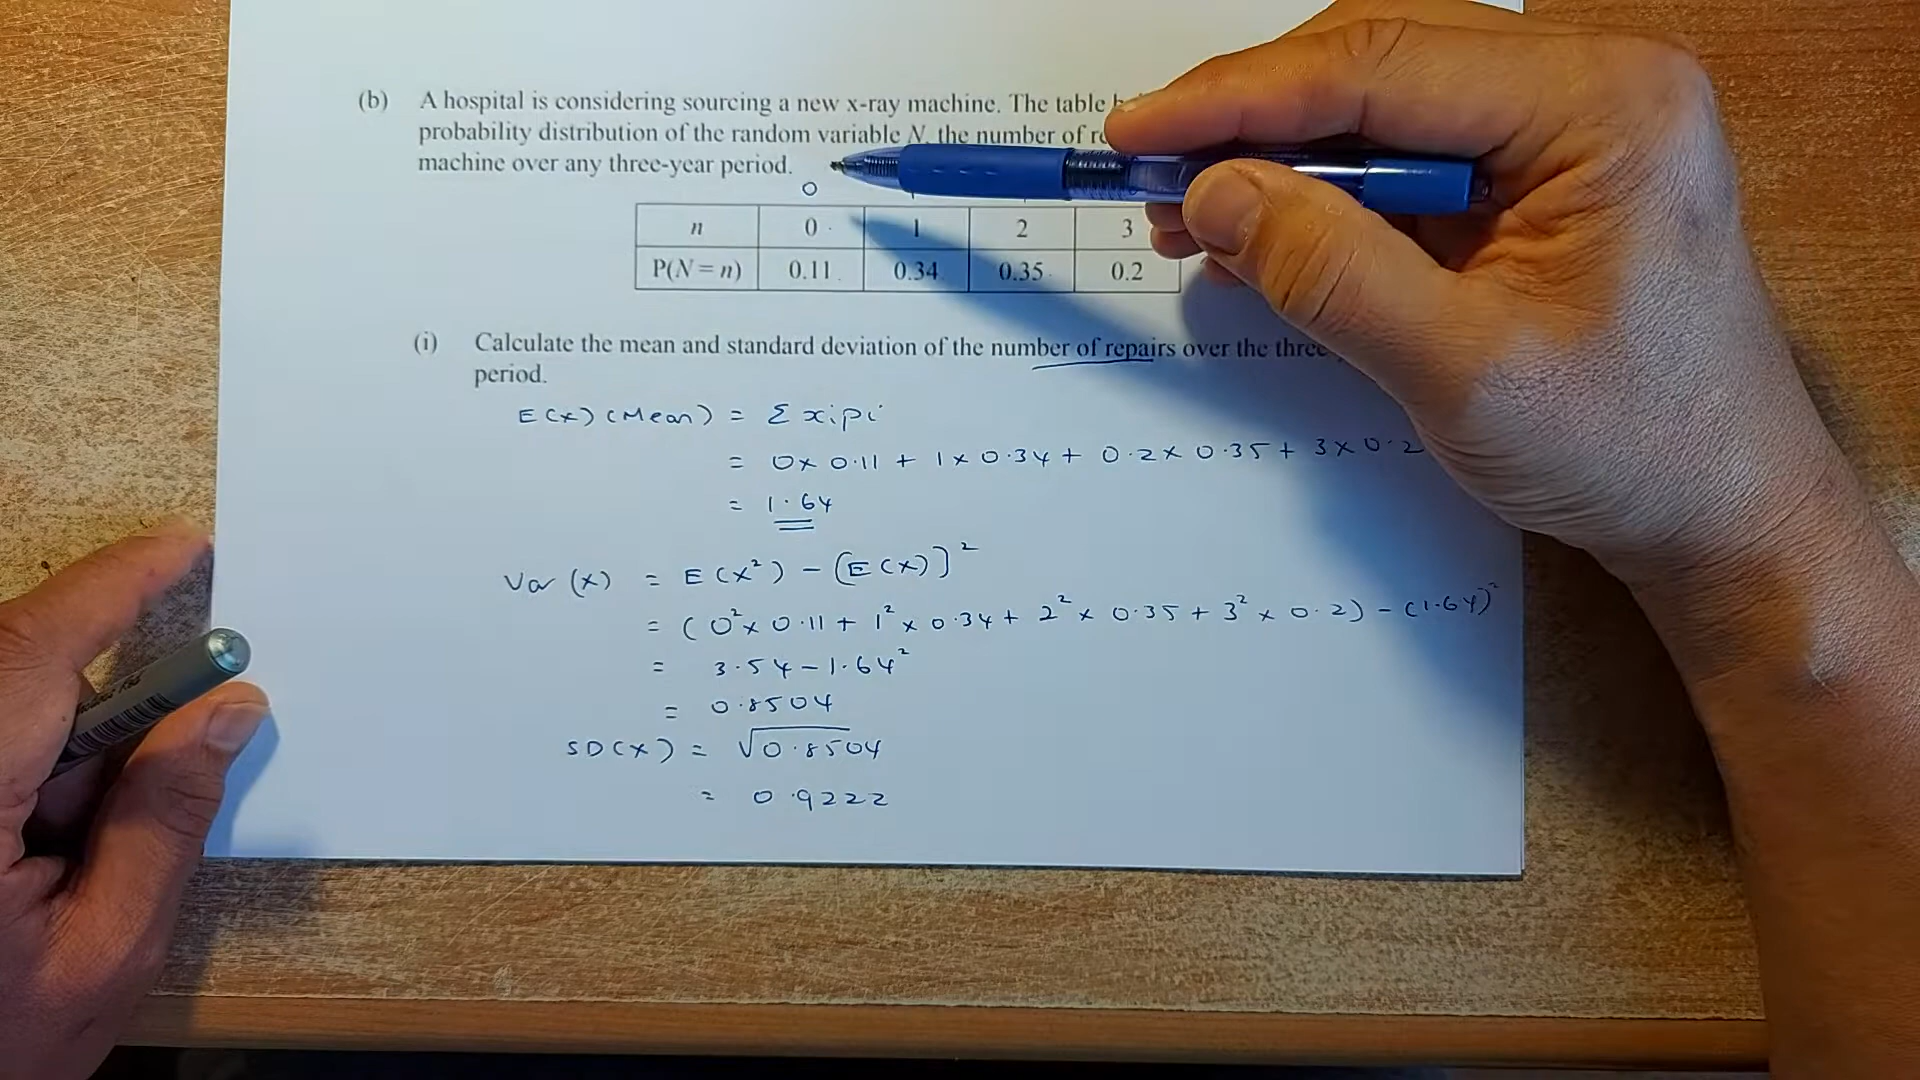 (b) A hospital is considering sourcing a new x-ray machine. The table
probability distribution of the random variable N, the number of
machine over any three-year period.
0
n 0 1 2 3
P(N = n) 0.11 0.34 0.35 0.2
(i) Calculate the mean and standard deviation of the number of repairs over the three
period.
E(x) (Mean) = Σ xipi
= 0x 0.11 + 1 x 0.34 + 0.2 x 0.35 + 3 x 0.2
= 1.64
Var (x) = E(x²) - [E(x)]²
= (0² x 0.11 + 1² x 0.34 + 2² x 0.35 + 3² x 0.2) - (1.64)²
= 3.54 - 1.64²
= 0.8504
SD(x) = √0.8504
= 0.9222